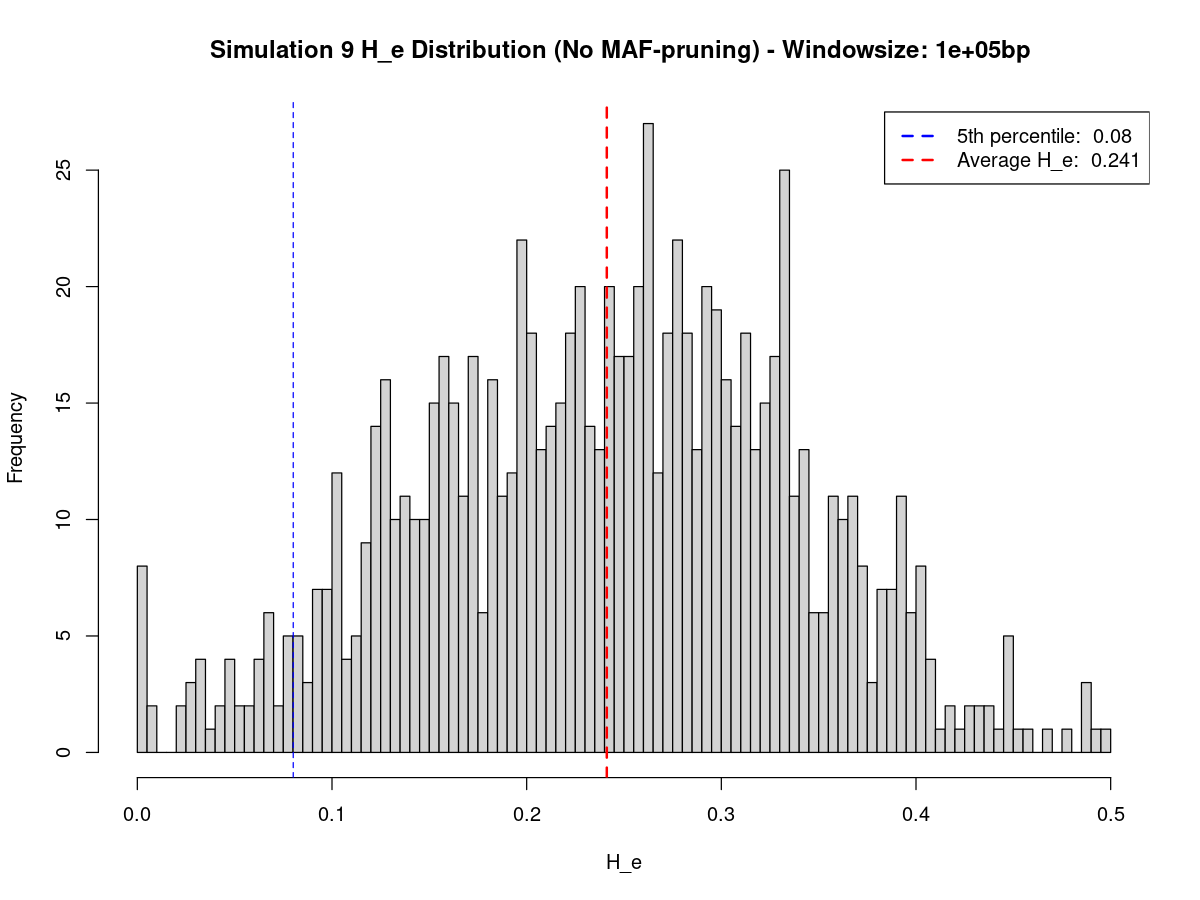 Simulation 9 H_e Distribution (No MAF-pruning) - Windowsize: 1e+05bp
5th percentile: 0.08
Average H_e: 0.241
Frequency
25
20
15
10
5
0
0.0 0.1 0.2 0.3 0.4 0.5
H_e